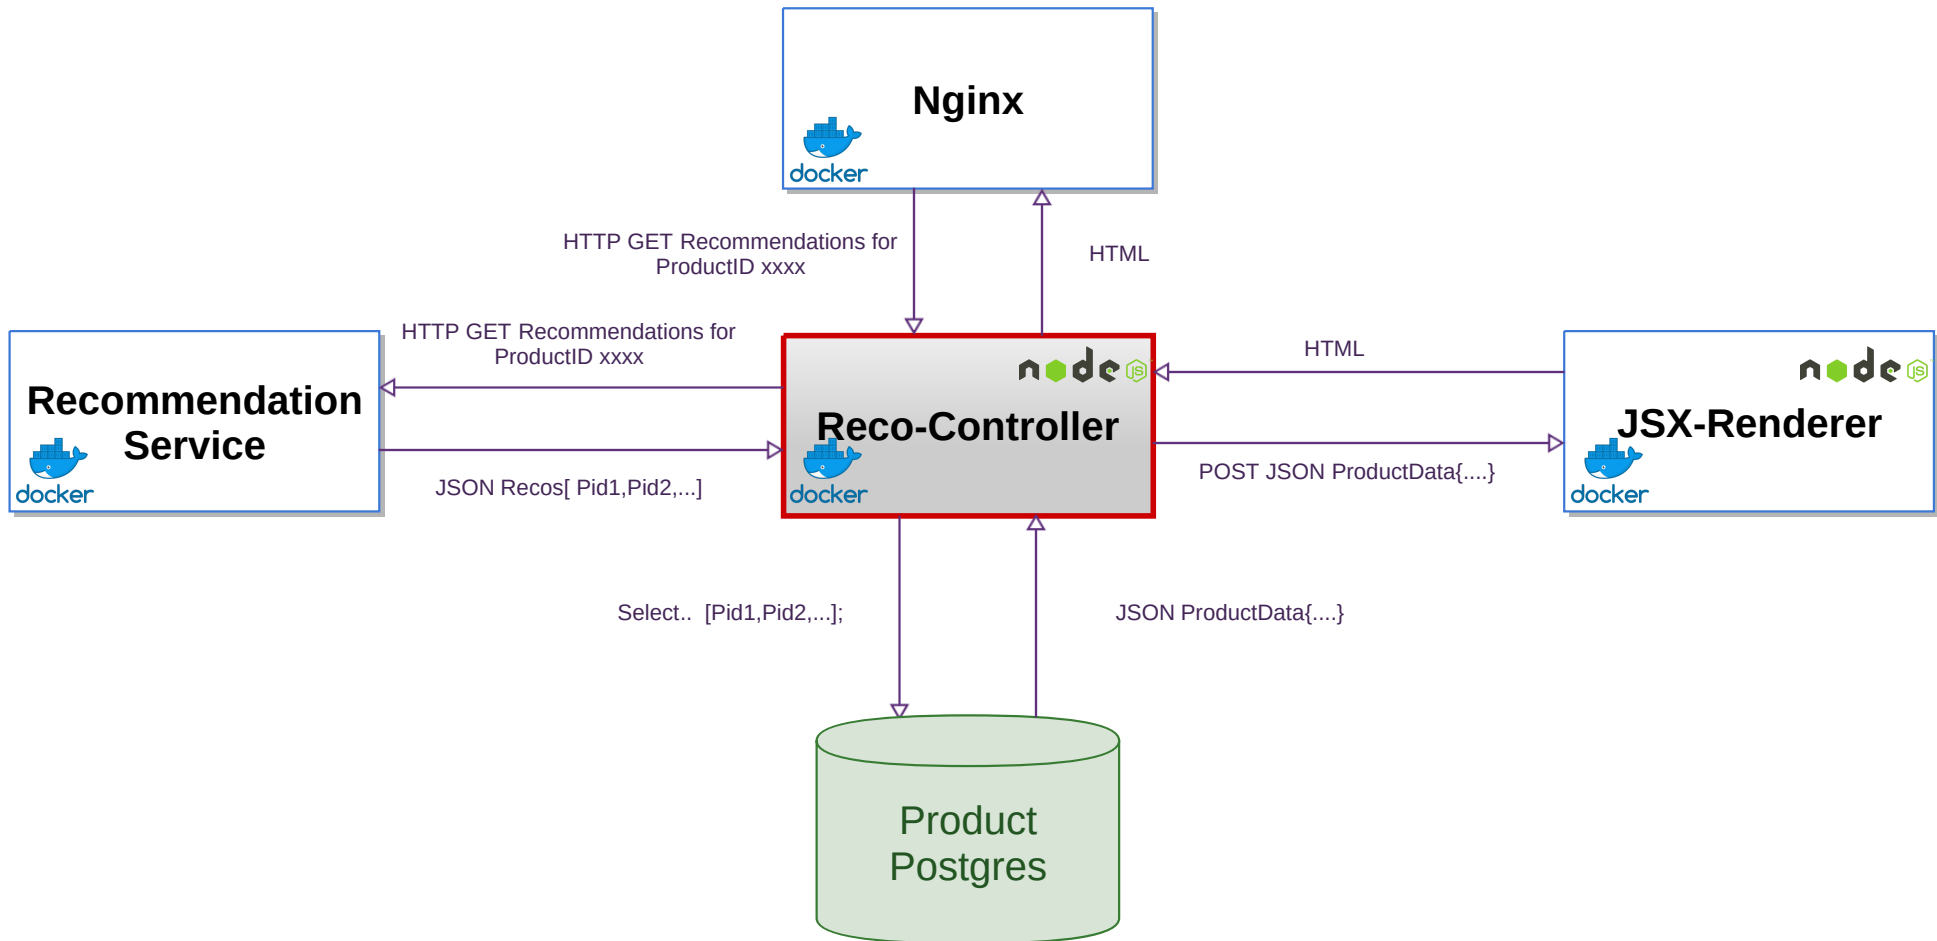 Nginx
docker
HTTP GET Recommendations for
ProductID xxxx
HTML
HTTP GET Recommendations for
ProductID xxxx
Recommendation
Service
docker
JSON Recos[ Pid1,Pid2,...]
node
JS
Reco-Controller
docker
HTML
POST JSON ProductData{....}
node
JS
JSX-Renderer
docker
Select..  [Pid1,Pid2,...];
JSON ProductData{....}
Product
Postgres